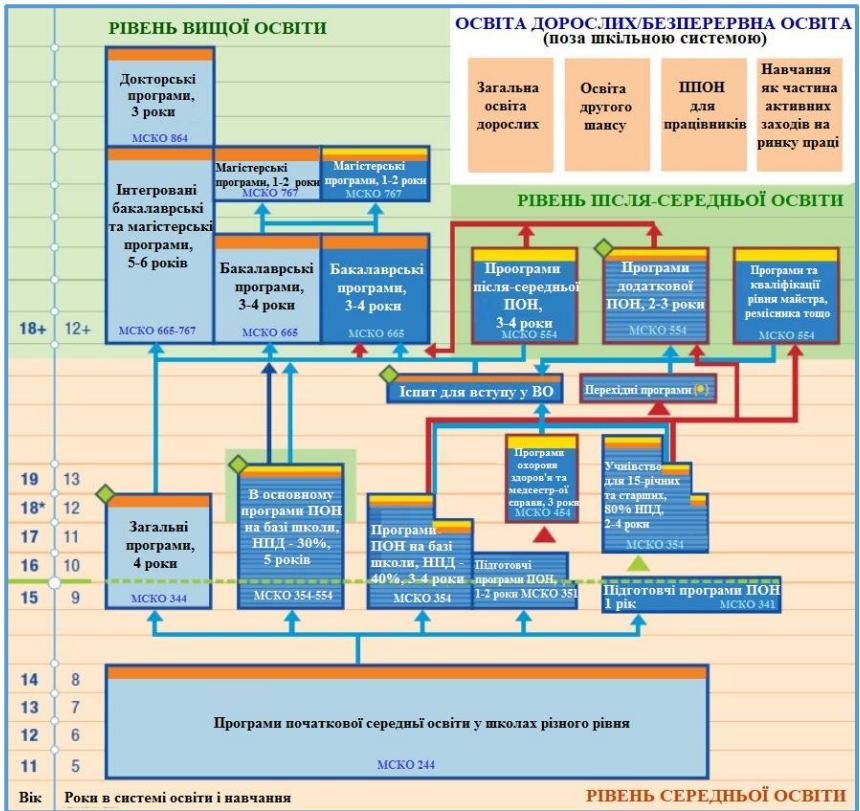 РІВЕНЬ ВИЩОЇ ОСВІТИ
ОСВІТА ДОРОСЛИХ/БЕЗПЕРЕРВНА ОСВІТА
(поза шкільною системою)
Загальна
освіта
дорослих
Освіта
другого
шансу
ППОН
для
працівників
Навчання
як частина
активних
заходів на
ринку праці
Докторські
програми,
3 роки
МСКО 864
Інтегровані
бакалаврські
та магістерські
програми,
5-6 років
МСКО 665-767
Магістерські
програми, 1-2 роки
МСКО 767
Магістерські
програми, 1-2 роки
МСКО 767
РІВЕНЬ ПІСЛЯ-СЕРЕДНЬОЇ ОСВІТИ
Бакалаврські
програми,
3-4 роки
МСКО 665
Бакалаврські
програми,
3-4 роки
МСКО 665
Проограми
після-середньої
ПОН,
3-4 роки
МСКО 554
Програми
додаткової
ПОН, 2-3 роки
МСКО 554
Програми та
кваліфікації
рівня майстра,
ремісника тощо
МСКО 554
18+ 12+
Іспит для вступу у ВО
Перехідні програми
19 13
18* 12
17 11
16 10
15 9
Загальні
програми,
4 роки
МСКО 344
В основному
програми ПОН
на базі школи,
НПД - 30%,
5 років
МСКО 354-554
Програми
ПОН на базі
школи, НПД -
40%, 3-4 роки
МСКО 354
Програми
охорони
здоров'я та
медсестр-ої
справи, 3 роки
МСКО 454
Підготовчі
програми ПОН,
1-2 роки МСКО 351
Учнівство
для 15-річних
та старших,
80% НПД,
2-4 роки
МСКО 354
Підготовчі програми ПОН
1 рік
МСКО 341
14 8
13 7
12 6
11 5
Програми початкової середньї освіти у школах різного рівня
МСКО 244
Вік Роки в системі освіти і навчання
РІВЕНЬ СЕРЕДНЬОЇ ОСВІТИ